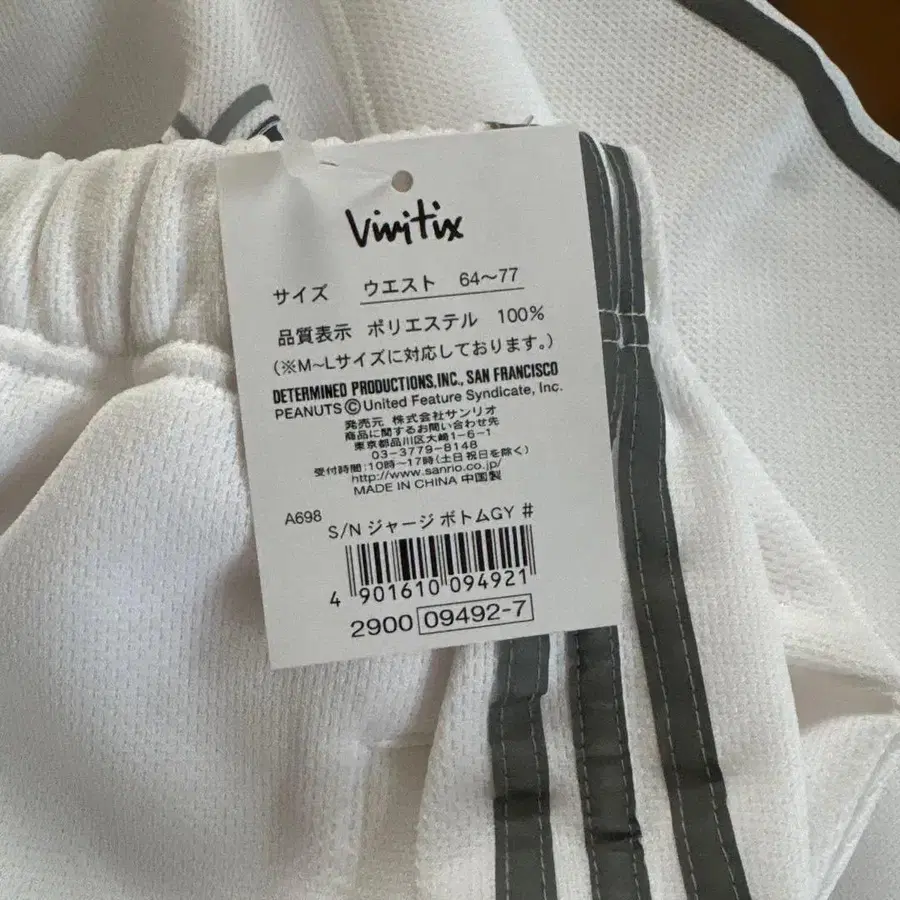 Vivitix
サイズ ウエスト 64〜77
品質表示 ポリエステル 100%
(※M〜Lサイズに対応しております。)
DETERMINED PRODUCTIONS,INC., SAN FRANCISCO
PEANUTS © United Feature Syndicate, Inc.
発売元 株式会社サンリオ
商品に関するお問い合わせ先
東京都品川区大崎1-6-1
03-3779-8148
受付時間:10時〜17時(土日祝日を除く)
http://www.sanrio.co.jp/
MADE IN CHINA 中国製
A698
S/N ジャージ ボトムGY #
4 901610 094921
2900 09492-7